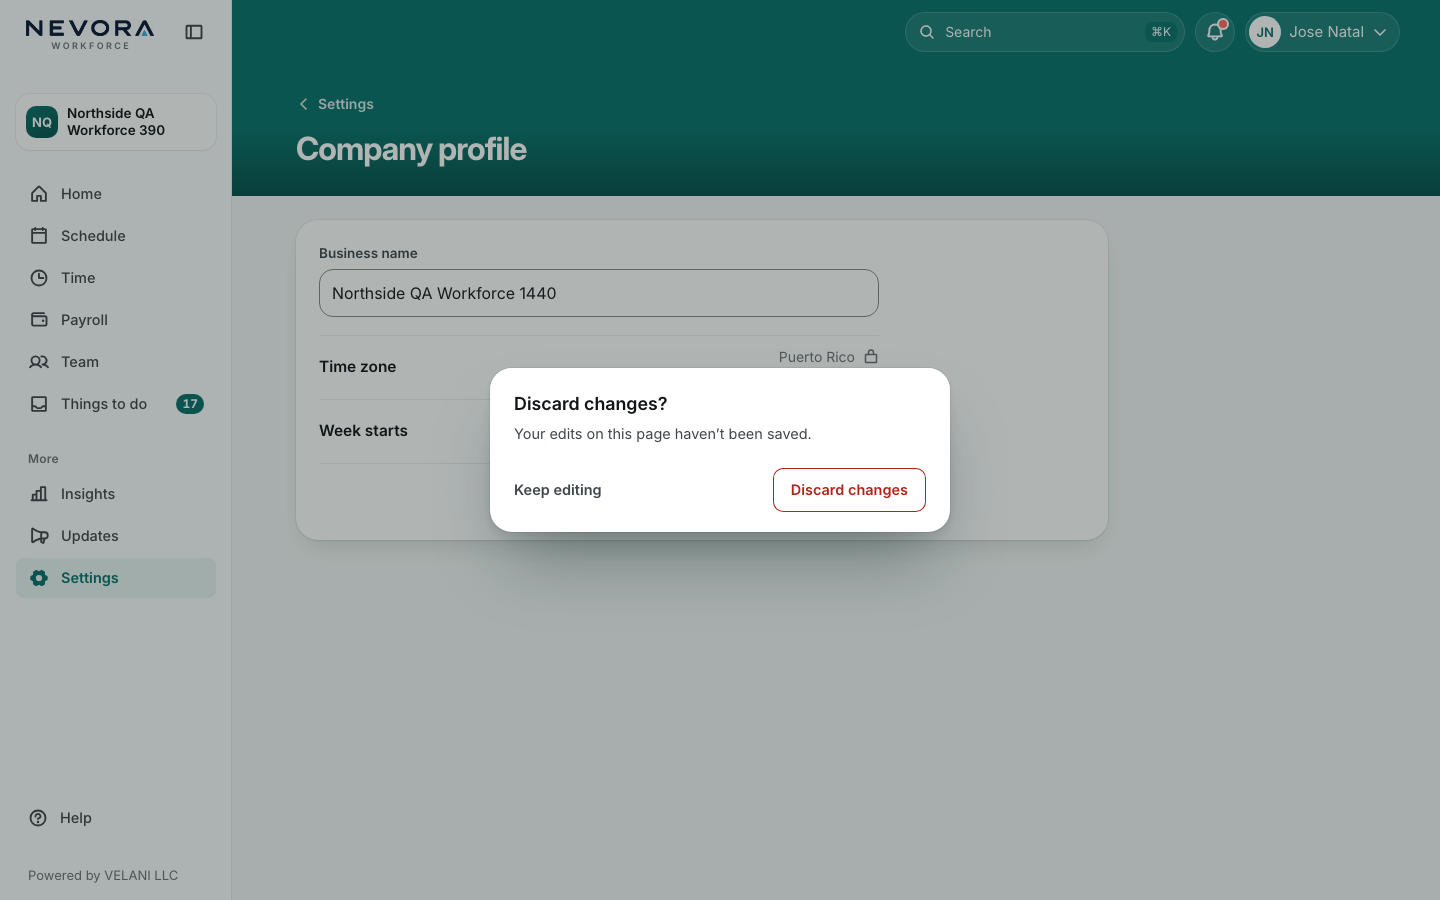 NEVORA
WORKFORCE
Search
⌘K
JN
Jose Natal
NQ
Northside QA
Workforce 390
Settings
Company profile
Home
Schedule
Time
Payroll
Team
Things to do
17
More
Insights
Updates
Settings
Help
Powered by VELANI LLC
Business name
Northside QA Workforce 1440
Time zone
Puerto Rico
Week starts
Discard changes?
Your edits on this page haven’t been saved.
Keep editing
Discard changes